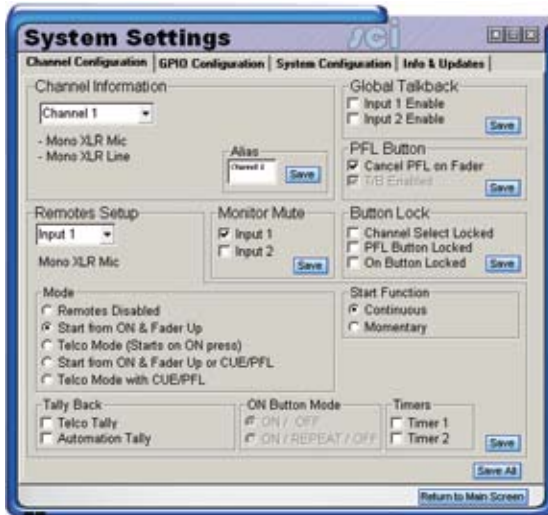 System Settings
sci
Channel Configuration | GPIO Configuration | System Configuration | Info & Updates |
Channel Information
Channel 1
- Mono XLR Mic
- Mono XLR Line
Alias
Channel 1
Save
Global Talkback
Input 1 Enable
Input 2 Enable
Save
PFL Button
Cancel PFL on Fader
T/B Enabled
Save
Remotes Setup
Input 1
Mono XLR Mic
Monitor Mute
Input 1
Input 2
Save
Button Lock
Channel Select Locked
PFL Button Locked
On Button Locked
Save
Mode
Remotes Disabled
Start from ON & Fader Up
Telco Mode (Starts on ON press)
Start from ON & Fader Up or CUE/PFL
Telco Mode with CUE/PFL
Start Function
Continuous
Momentary
Tally Back
Telco Tally
Automation Tally
ON Button Mode
ON / OFF
ON / REPEAT / OFF
Timers
Timer 1
Timer 2
Save
Save All
Return to Main Screen